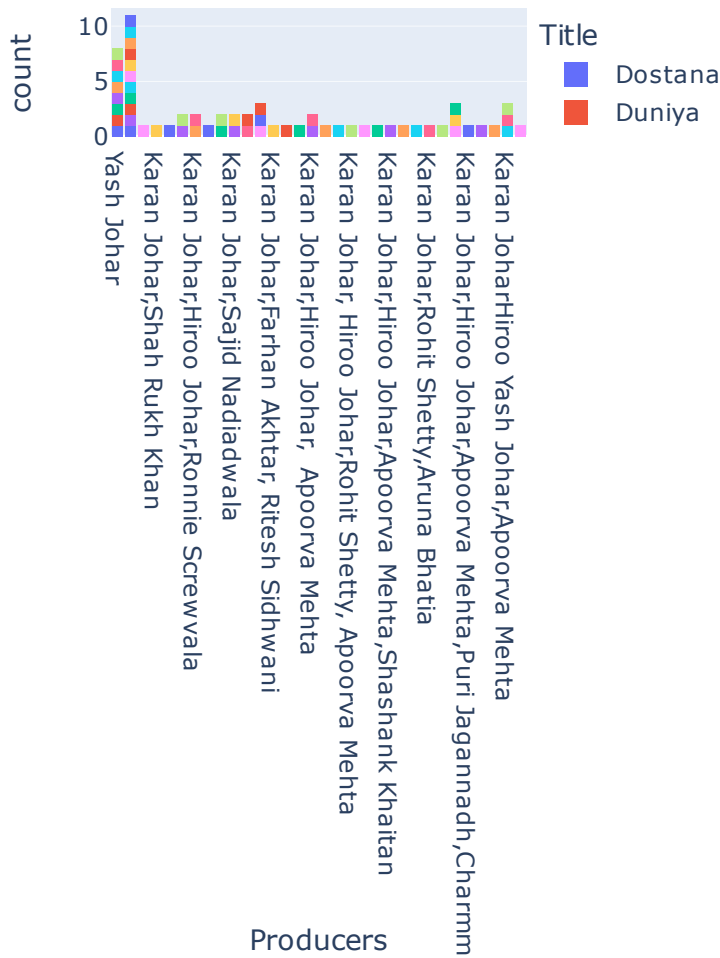 count
10
5
0
Title
Dostana
Duniya
Yash Johar
Karan Johar,Shah Rukh Khan
Karan Johar,Hiroo Johar,Ronnie Screwvala
Karan Johar,Sajid Nadiadwala
Karan Johar,Farhan Akhtar, Ritesh Sidhwani
Karan Johar,Hiroo Johar,  Apoorva Mehta
Karan Johar, Hiroo Johar,Rohit Shetty, Apoorva Mehta
Karan Johar,Hiroo Johar,Apoorva Mehta,Shashank Khaitan
Karan Johar,Rohit Shetty,Aruna Bhatia
Karan Johar,Hiroo Johar,Apoorva Mehta,Puri Jagannadh,Charmm
Karan JoharHiroo Yash Johar,Apoorva Mehta
Producers